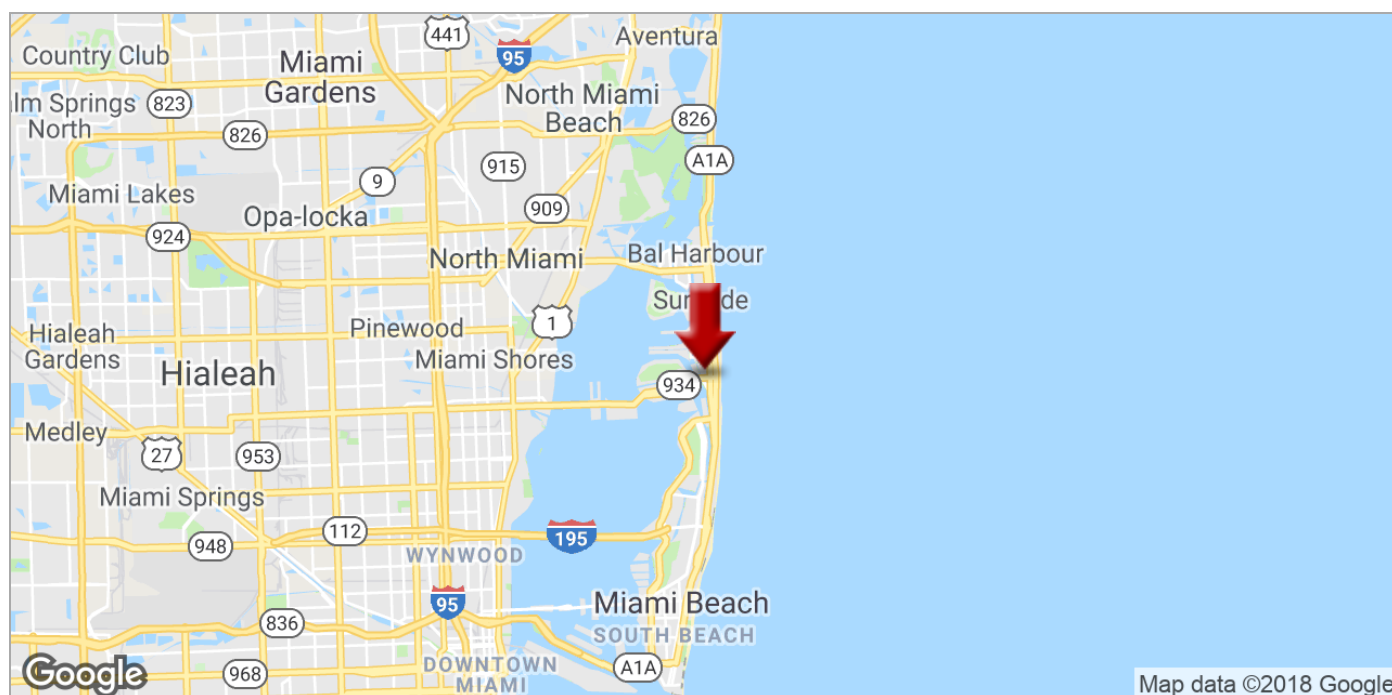 441
Aventura
Country Club
95
Miami
Gardens
823
North Miami
Beach
alm Springs
North
826
826
915
A1A
9
Miami Lakes
909
Opa-locka
924
Bal Harbour
North Miami
1
Pinewood
Hialeah
Gardens
Miami Shores
Hialeah
934
Medley
27
953
Miami Springs
112
195
948
WYNWOOD
95
Miami Beach
836
SOUTH BEACH
DOWNTOWN
MIAMI
A1A
968
Google
Map data ©2018 Google